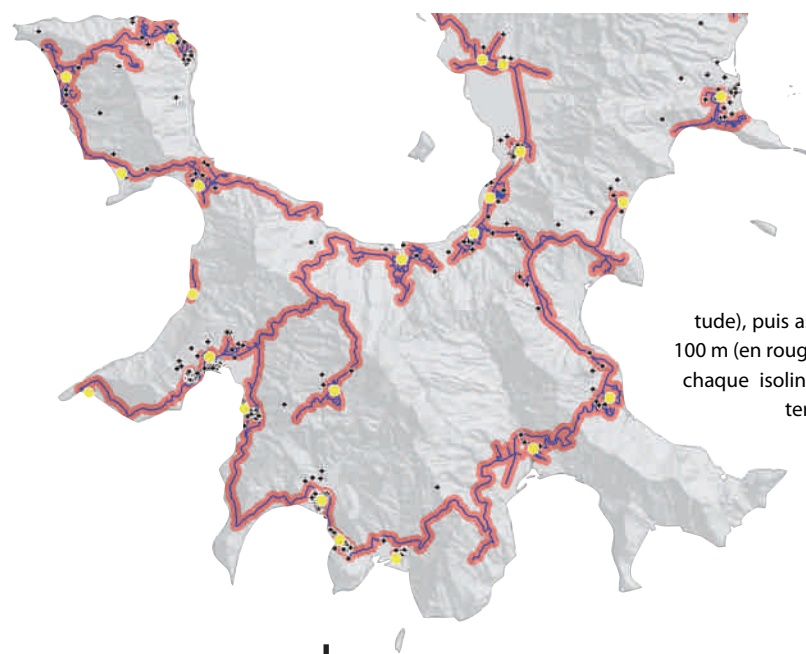 tude), puis a
100 m (en roug
chaque isolin
ter